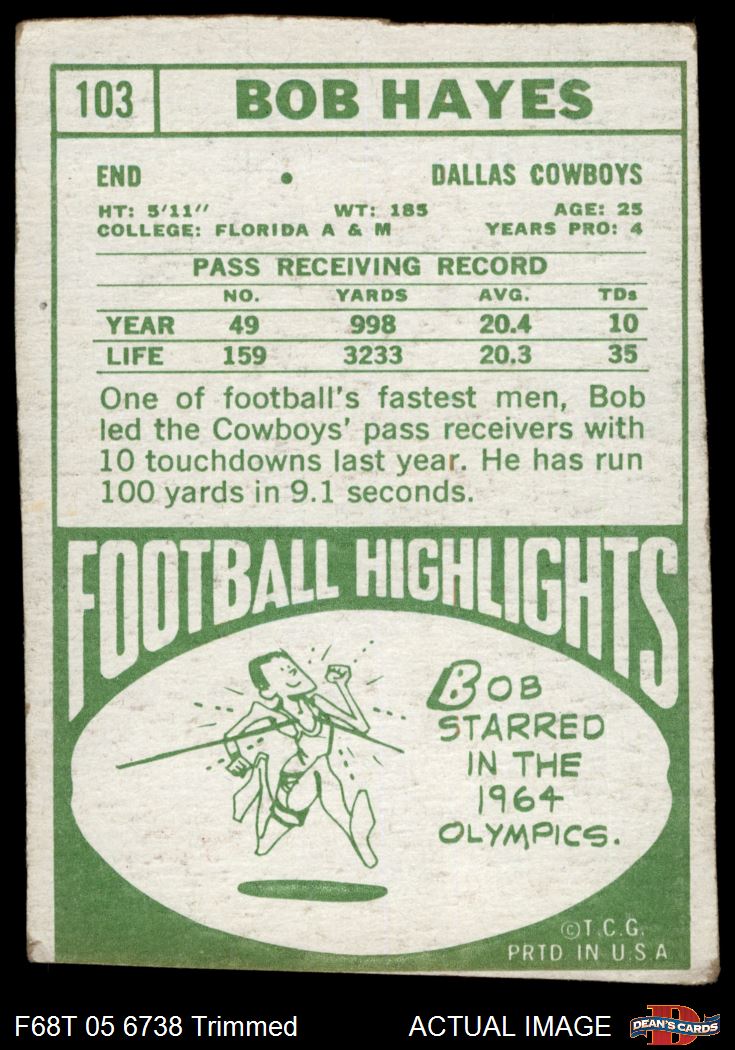 103 BOB HAYES
END • DALLAS COWBOYS
HT: 5'11" WT: 185 AGE: 25
COLLEGE: FLORIDA A & M YEARS PRO: 4
PASS RECEIVING RECORD
NO. YARDS AVG. TDs
YEAR 49 998 20.4 10
LIFE 159 3233 20.3 35
One of football's fastest men, Bob
led the Cowboys' pass receivers with
10 touchdowns last year. He has run
100 yards in 9.1 seconds.
FOOTBALL HIGHLIGHTS
BOB
STARRED
IN THE
1964
OLYMPICS.
©T.C.G.
PRTD IN U.S.A
F68T 05 6738 Trimmed ACTUAL IMAGE
D
DEAN'S CARDS